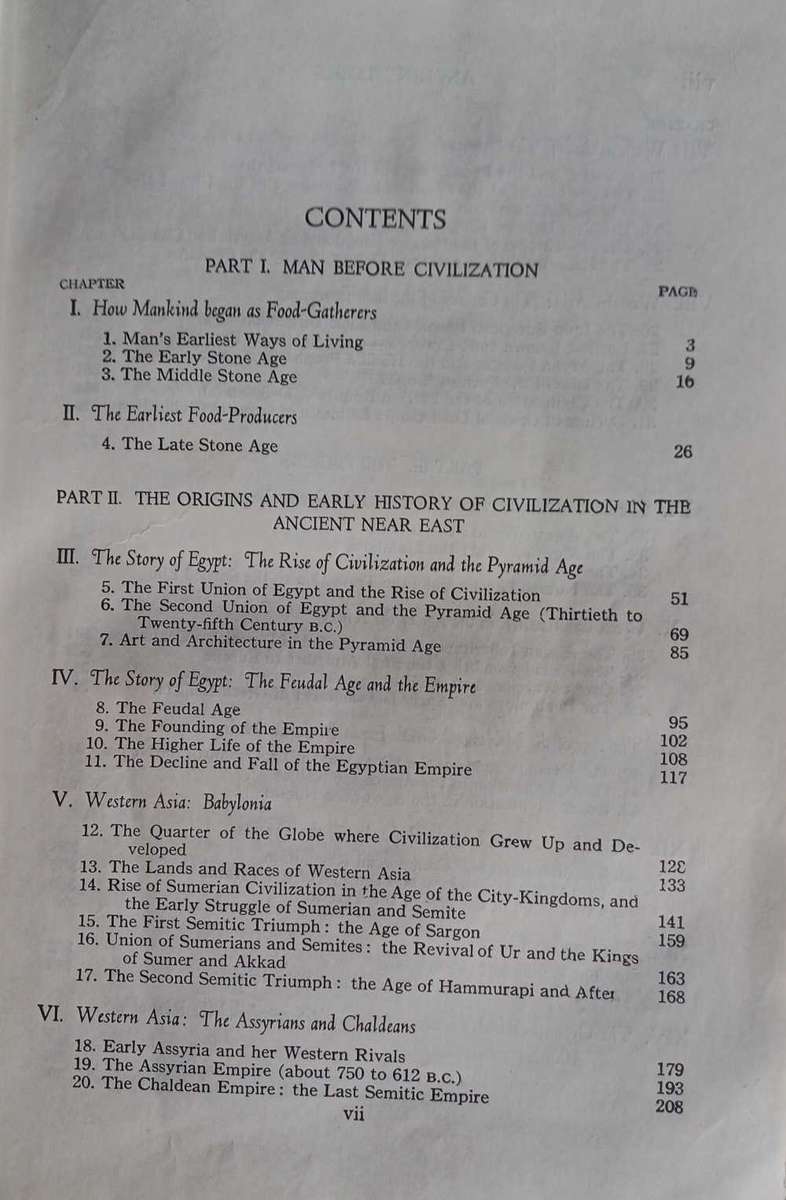 CONTENTS
PART I. MAN BEFORE CIVILIZATION
CHAPTER PAGE
I. How Mankind began as Food-Gatherers
1. Man's Earliest Ways of Living 3
2. The Early Stone Age 9
3. The Middle Stone Age 16
II. The Earliest Food-Producers
4. The Late Stone Age 26
PART II. THE ORIGINS AND EARLY HISTORY OF CIVILIZATION IN THE
ANCIENT NEAR EAST
III. The Story of Egypt: The Rise of Civilization and the Pyramid Age
5. The First Union of Egypt and the Rise of Civilization 51
6. The Second Union of Egypt and the Pyramid Age (Thirtieth to
Twenty-fifth Century B.C.) 69
7. Art and Architecture in the Pyramid Age 85
IV. The Story of Egypt: The Feudal Age and the Empire
8. The Feudal Age 95
9. The Founding of the Empire 102
10. The Higher Life of the Empire 108
11. The Decline and Fall of the Egyptian Empire 117
V. Western Asia: Babylonia
12. The Quarter of the Globe where Civilization Grew Up and De-
veloped
13. The Lands and Races of Western Asia 133
14. Rise of Sumerian Civilization in the Age of the City-Kingdoms, and
the Early Struggle of Sumerian and Semite 141
15. The First Semitic Triumph: the Age of Sargon 159
16. Union of Sumerians and Semites: the Revival of Ur and the Kings
of Sumer and Akkad 163
17. The Second Semitic Triumph: the Age of Hammurapi and After 168
VI. Western Asia: The Assyrians and Chaldeans
18. Early Assyria and her Western Rivals 179
19. The Assyrian Empire (about 750 to 612 B.C.) 193
20. The Chaldean Empire: the Last Semitic Empire 208
vii